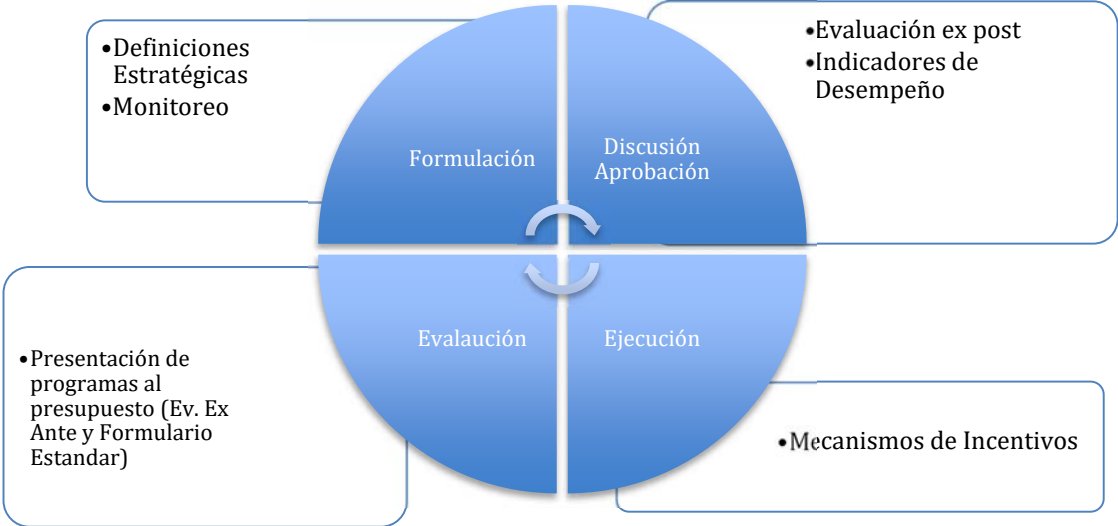 •Definiciones
Estratégicas
•Monitoreo
•Evaluación ex post
•Indicadores de
Desempeño
Formulación
Discusión
Aprobación
Evalaución
Ejecución
•Presentación de
programas al
presupuesto (Ev. Ex
Ante y Formulario
Estandar)
•Mecanismos de Incentivos